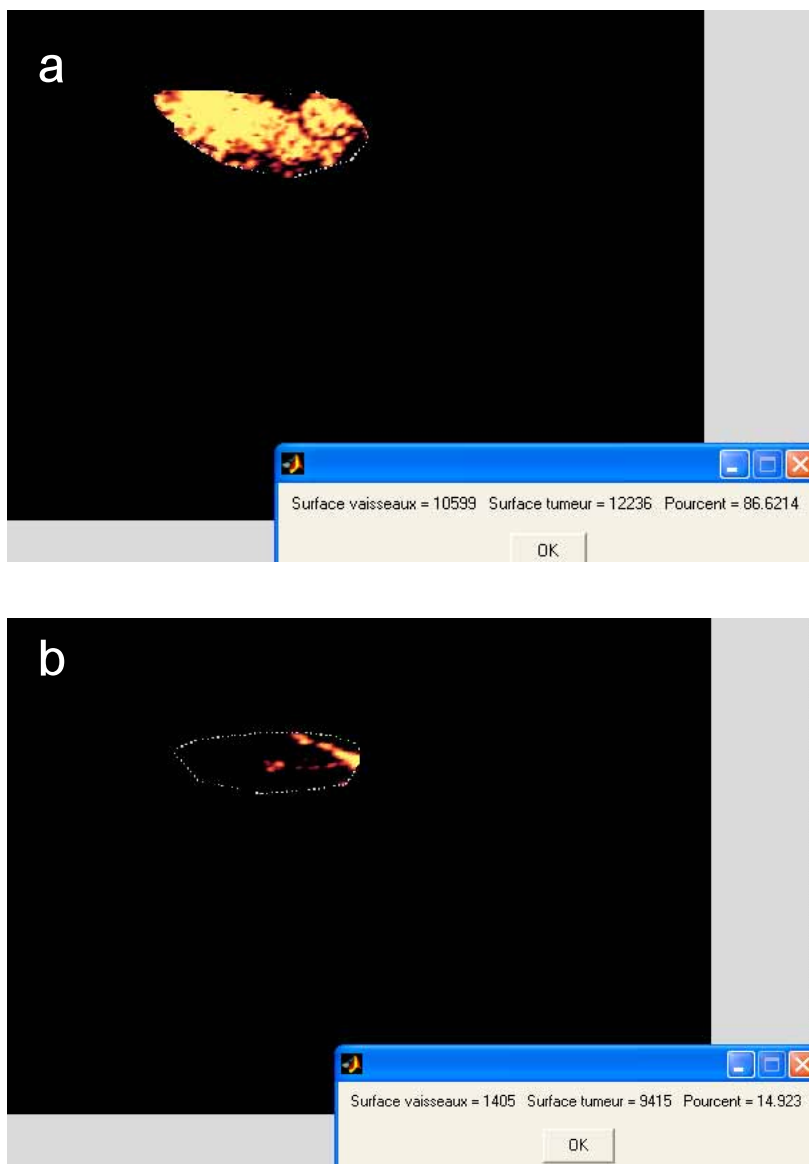 a
Surface vaisseaux = 10599 Surface tumeur = 12236 Pourcent = 86.6214
OK
b
Surface vaisseaux = 1405 Surface tumeur = 9415 Pourcent = 14.923
OK